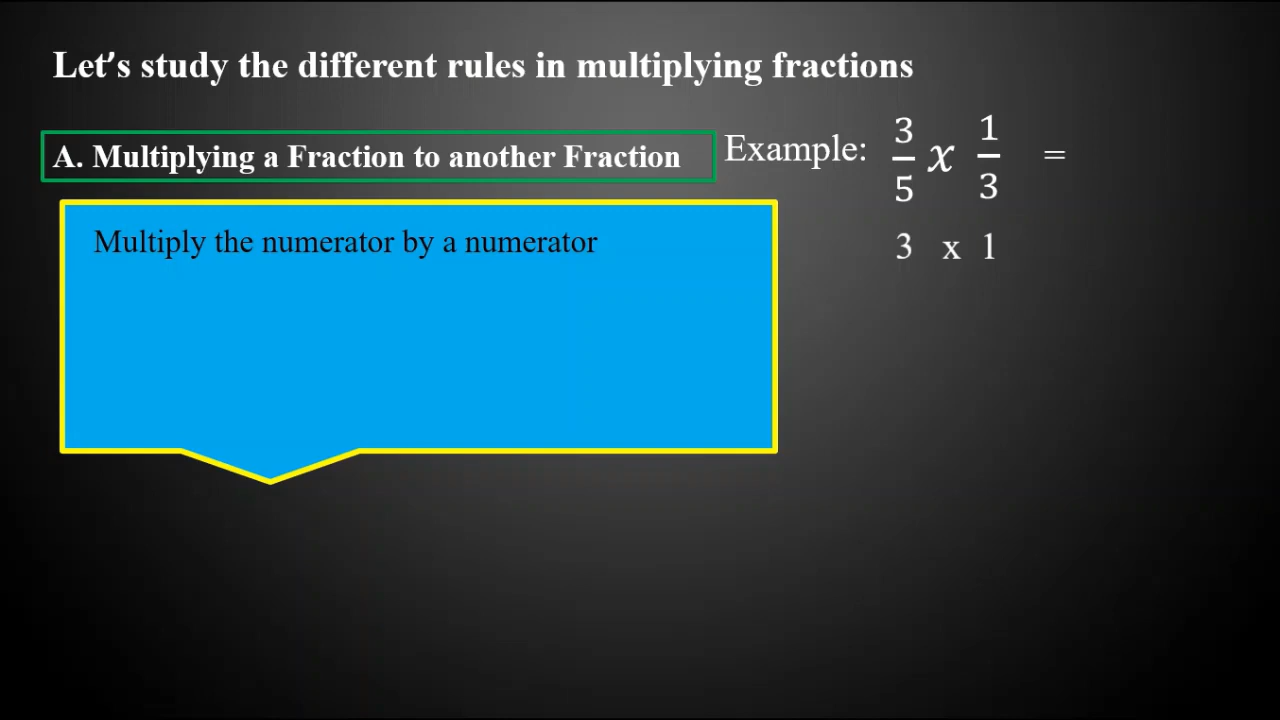 Let's study the different rules in multiplying fractions
A. Multiplying a Fraction to another Fraction
Example: 3/5 x 1/3 =
Multiply the numerator by a numerator
3 x 1